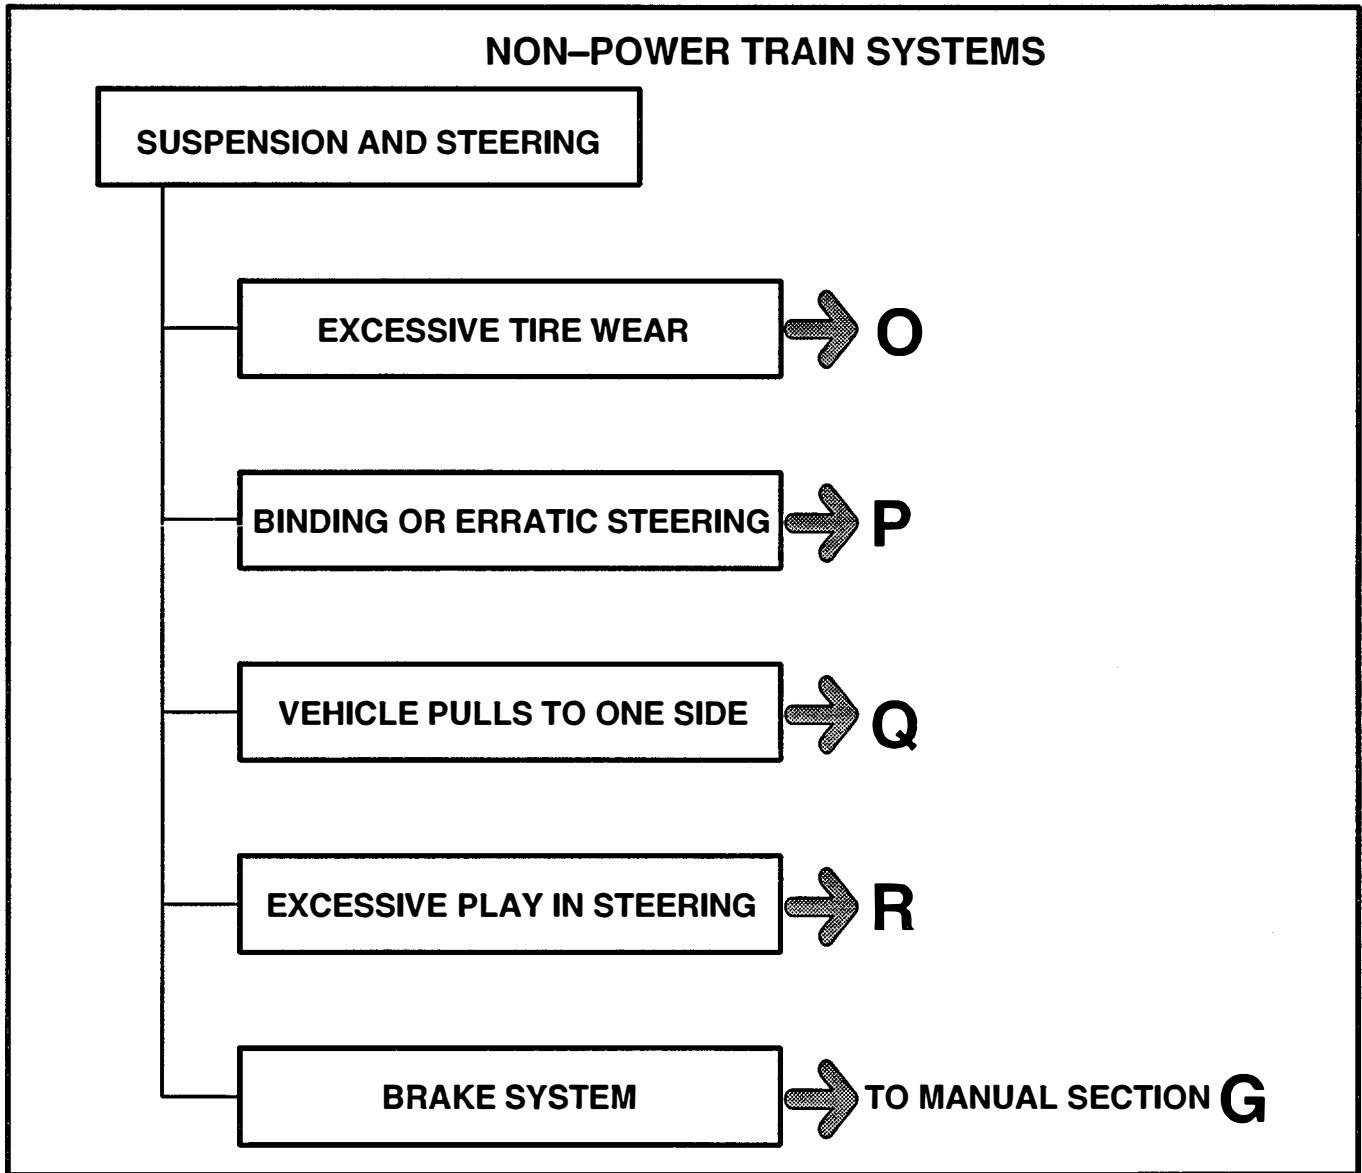 NON–POWER TRAIN SYSTEMS
SUSPENSION AND STEERING
EXCESSIVE TIRE WEAR O
BINDING OR ERRATIC STEERING P
VEHICLE PULLS TO ONE SIDE Q
EXCESSIVE PLAY IN STEERING R
BRAKE SYSTEM TO MANUAL SECTION G